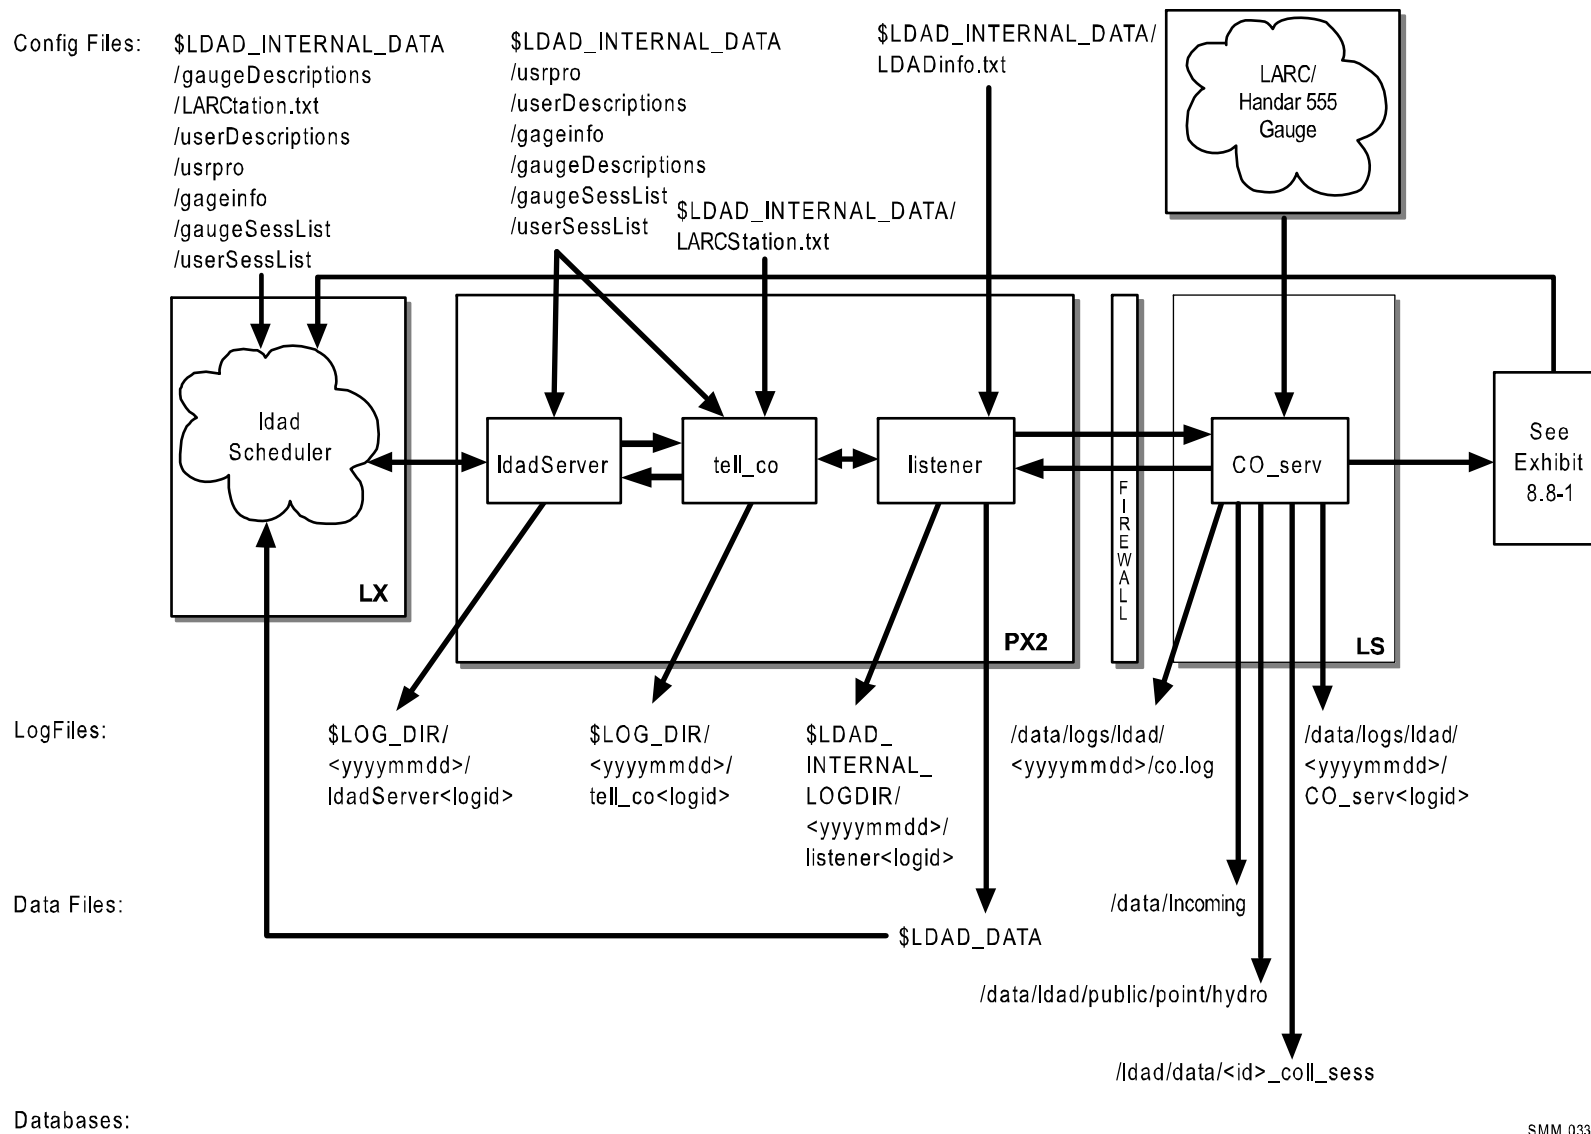 Config Files:
$LDAD_INTERNAL_DATA
/gaugeDescriptions
/LARCtation.txt
/userDescriptions
/usrpro
/gageinfo
/gaugeSessList
/userSessList
$LDAD_INTERNAL_DATA
/usrpro
/userDescriptions
/gageinfo
/gaugeDescriptions
/gaugeSessList
/userSessList
$LDAD_INTERNAL_DATA/
LARCStation.txt
$LDAD_INTERNAL_DATA/
LDADinfo.txt
LARC/
Handar 555
Gauge
ldad
Scheduler
LX
ldadServer
tell_co
listener
PX2
FIREWALL
CO_serv
LS
See
Exhibit
8.8-1
LogFiles:
$LOG_DIR/
<yyyymmdd>/
ldadServer<logid>
$LOG_DIR/
<yyyymmdd>/
tell_co<logid>
$LDAD_
INTERNAL_
LOGDIR/
<yyyymmdd>/
listener<logid>
/data/logs/ldad/
<yyyymmdd>/co.log
/data/logs/ldad/
<yyyymmdd>/
CO_serv<logid>
Data Files:
$LDAD_DATA
/data/Incoming
/data/ldad/public/point/hydro
/ldad/data/<id>_coll_sess
Databases:
SMM 033